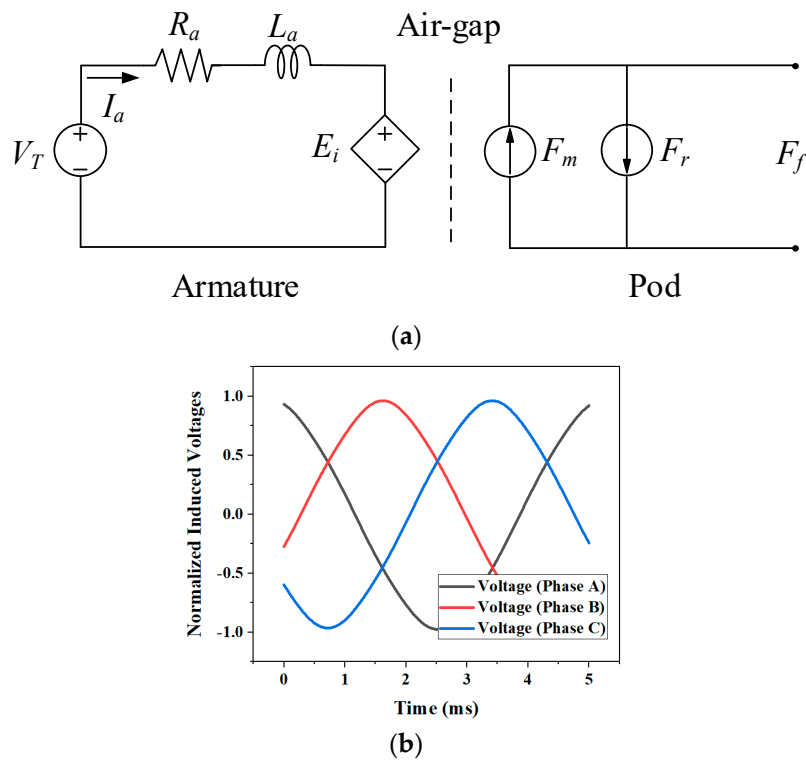 Air-gap
R_a
L_a
I_a
V_T
+
−
E_i
+
−
F_m
F_r
F_f
Armature
Pod
(a)
Normalized Induced Voltages
1.0
0.5
0.0
-0.5
-1.0
Voltage (Phase A)
Voltage (Phase B)
Voltage (Phase C)
0 1 2 3 4 5
Time (ms)
(b)